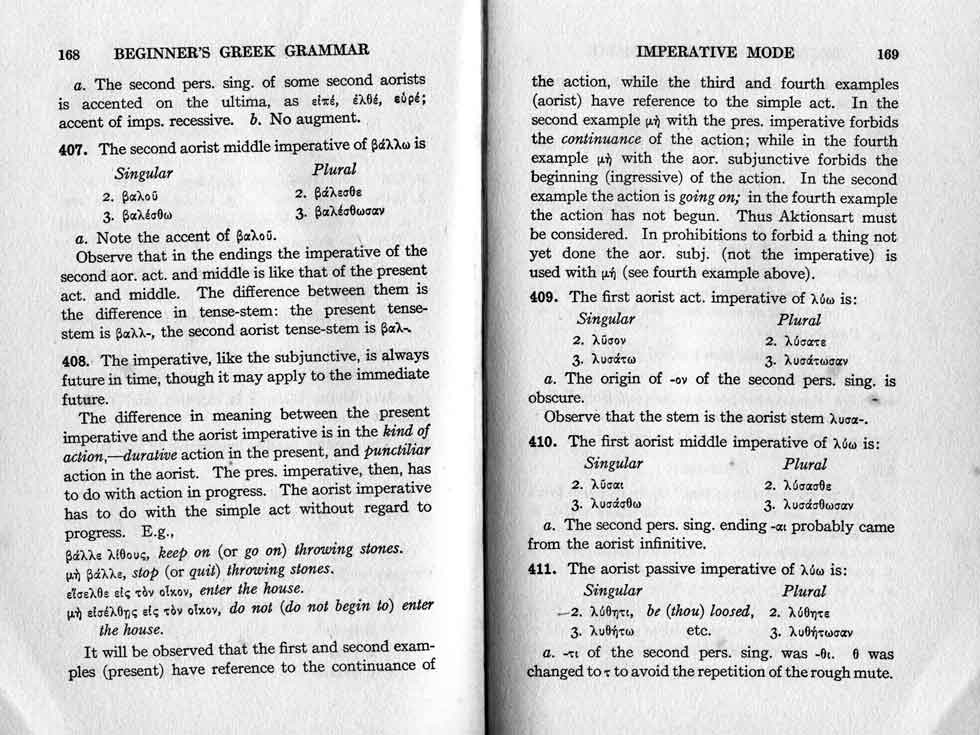 168 BEGINNER'S GREEK GRAMMAR
a. The second pers. sing. of some second aorists
is accented on the ultima, as εἰπέ, ἐλθέ, εὑρέ;
accent of imps. recessive. b. No augment.
407. The second aorist middle imperative of βάλλω is
Singular Plural
2. βαλοῦ 2. βάλεσθε
3. βαλέσθω 3. βαλέσθωσαν
a. Note the accent of βαλοῦ.
Observe that in the endings the imperative of the
second aor. act. and middle is like that of the present
act. and middle. The difference between them is
the difference in tense-stem: the present tense-
stem is βαλλ-, the second aorist tense-stem is βαλ-.
408. The imperative, like the subjunctive, is always
future in time, though it may apply to the immediate
future.
The difference in meaning between the present
imperative and the aorist imperative is in the kind of
action,—durative action in the present, and punctiliar
action in the aorist. The pres. imperative, then, has
to do with action in progress. The aorist imperative
has to do with the simple act without regard to
progress. E.g.,
βάλλε λίθους, keep on (or go on) throwing stones.
μὴ βάλλε, stop (or quit) throwing stones.
εἴσελθε εἰς τὸν οἶκον, enter the house.
μὴ εἰσέλθῃς εἰς τὸν οἶκον, do not (do not begin to) enter
the house.
It will be observed that the first and second exam-
ples (present) have reference to the continuance of
IMPERATIVE MODE 169
the action, while the third and fourth examples
(aorist) have reference to the simple act. In the
second example μὴ with the pres. imperative forbids
the continuance of the action; while in the fourth
example μὴ with the aor. subjunctive forbids the
beginning (ingressive) of the action. In the second
example the action is going on; in the fourth example
the action has not begun. Thus Aktionsart must
be considered. In prohibitions to forbid a thing not
yet done the aor. subj. (not the imperative) is
used with μὴ (see fourth example above).
409. The first aorist act. imperative of λύω is:
Singular Plural
2. λῦσον 2. λύσατε
3. λυσάτω 3. λυσάτωσαν
a. The origin of -ον of the second pers. sing. is
obscure.
Observe that the stem is the aorist stem λυσα-.
410. The first aorist middle imperative of λύω is:
Singular Plural
2. λῦσαι 2. λύσασθε
3. λυσάσθω 3. λυσάσθωσαν
a. The second pers. sing. ending -αι probably came
from the aorist infinitive.
411. The aorist passive imperative of λύω is:
Singular Plural
2. λύθητι, be (thou) loosed, 2. λύθητε
3. λυθήτω etc. 3. λυθήτωσαν
a. -τι of the second pers. sing. was -θι. θ was
changed to τ to avoid the repetition of the rough mute.